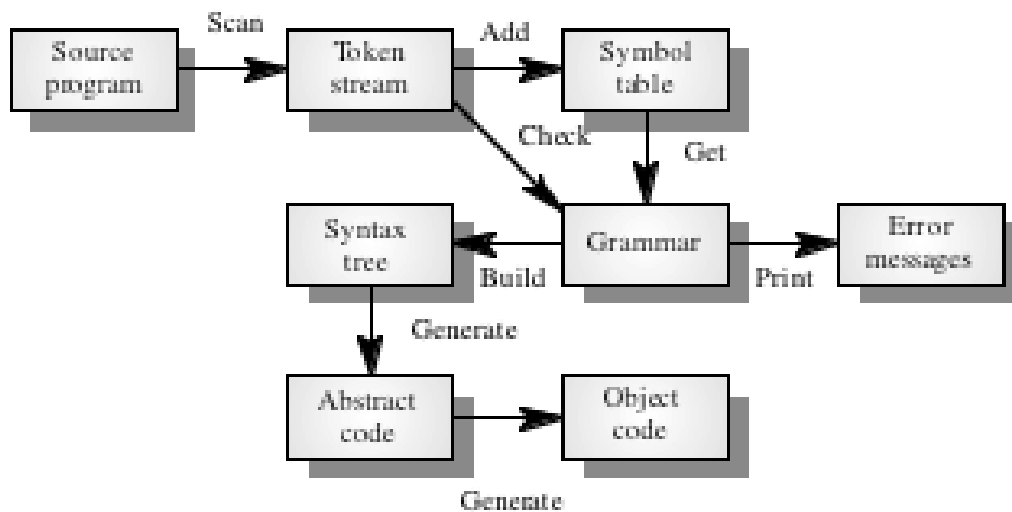 Scan
Source
program
Token
stream
Add
Symbol
table
Check
Get
Syntax
tree
Build
Grammar
Print
Error
messages
Generate
Abstract
code
Object
code
Generate